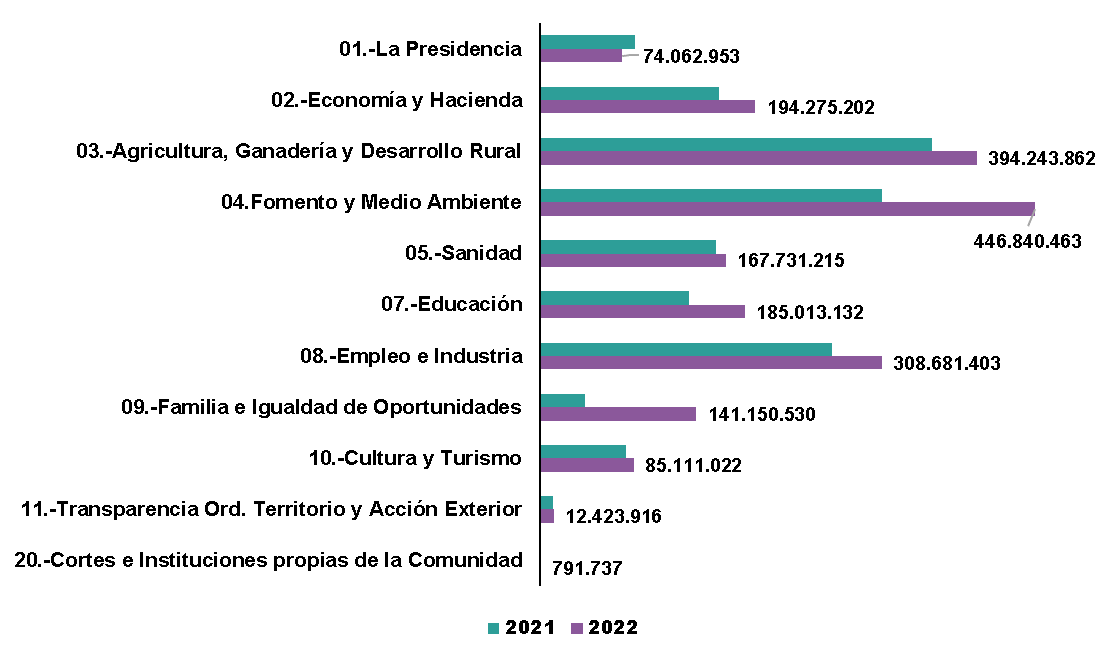 01.-La Presidencia
74.062.953
02.-Economía y Hacienda
194.275.202
03.-Agricultura, Ganadería y Desarrollo Rural
394.243.862
04.Fomento y Medio Ambiente
446.840.463
05.-Sanidad
167.731.215
07.-Educación
185.013.132
08.-Empleo e Industria
308.681.403
09.-Familia e Igualdad de Oportunidades
141.150.530
10.-Cultura y Turismo
85.111.022
11.-Transparencia Ord. Territorio y Acción Exterior
12.423.916
20.-Cortes e Instituciones propias de la Comunidad
791.737
2021 2022